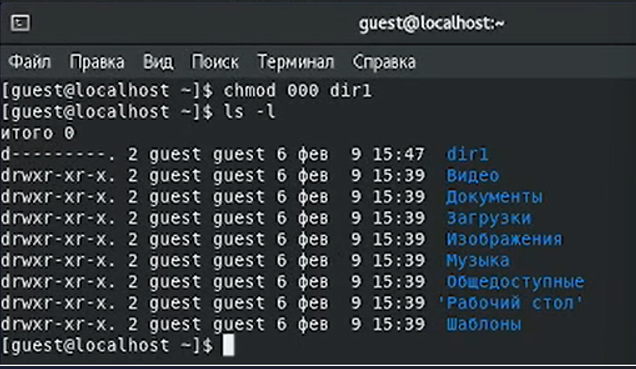 guest@localhost:~
Файл Правка Вид Поиск Терминал Справка
[guest@localhost ~]$ chmod 000 dir1
[guest@localhost ~]$ ls -l
итого 0
d---------. 2 guest guest 6 фев  9 15:47  dir1
drwxr-xr-x. 2 guest guest 6 фев  9 15:39  Видео
drwxr-xr-x. 2 guest guest 6 фев  9 15:39  Документы
drwxr-xr-x. 2 guest guest 6 фев  9 15:39  Загрузки
drwxr-xr-x. 2 guest guest 6 фев  9 15:39  Изображения
drwxr-xr-x. 2 guest guest 6 фев  9 15:39  Музыка
drwxr-xr-x. 2 guest guest 6 фев  9 15:39  Общедоступные
drwxr-xr-x. 2 guest guest 6 фев  9 15:39 'Рабочий стол'
drwxr-xr-x. 2 guest guest 6 фев  9 15:39  Шаблоны
[guest@localhost ~]$